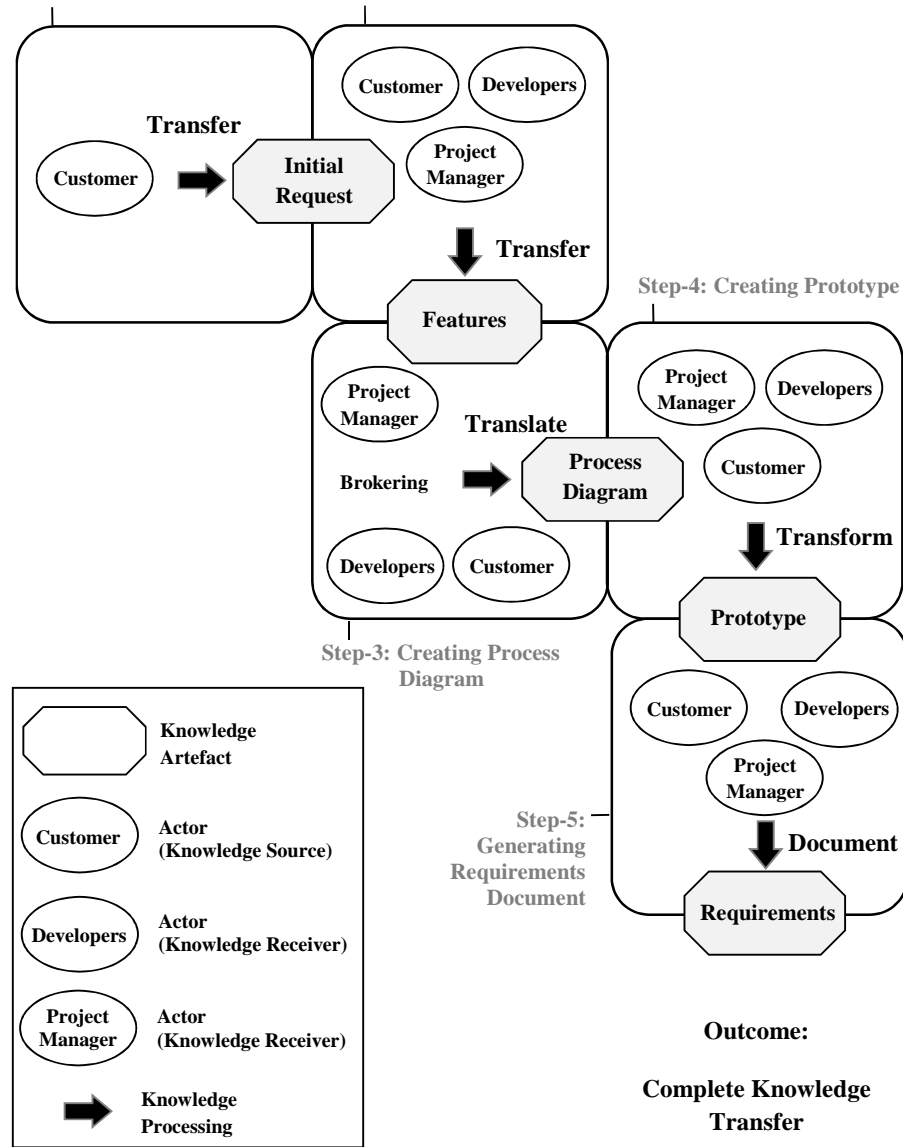 Customer
Transfer
Initial
Request
Customer
Developers
Project
Manager
Transfer
Features
Project
Manager
Brokering
Translate
Process
Diagram
Developers
Customer
Step-3: Creating Process
Diagram
Step-4: Creating Prototype
Project
Manager
Developers
Customer
Transform
Prototype
Customer
Developers
Project
Manager
Step-5:
Generating
Requirements
Document
Document
Requirements
Outcome:
Complete Knowledge
Transfer
Knowledge
Artefact
Customer
Actor
(Knowledge Source)
Developers
Actor
(Knowledge Receiver)
Project
Manager
Actor
(Knowledge Receiver)
Knowledge
Processing